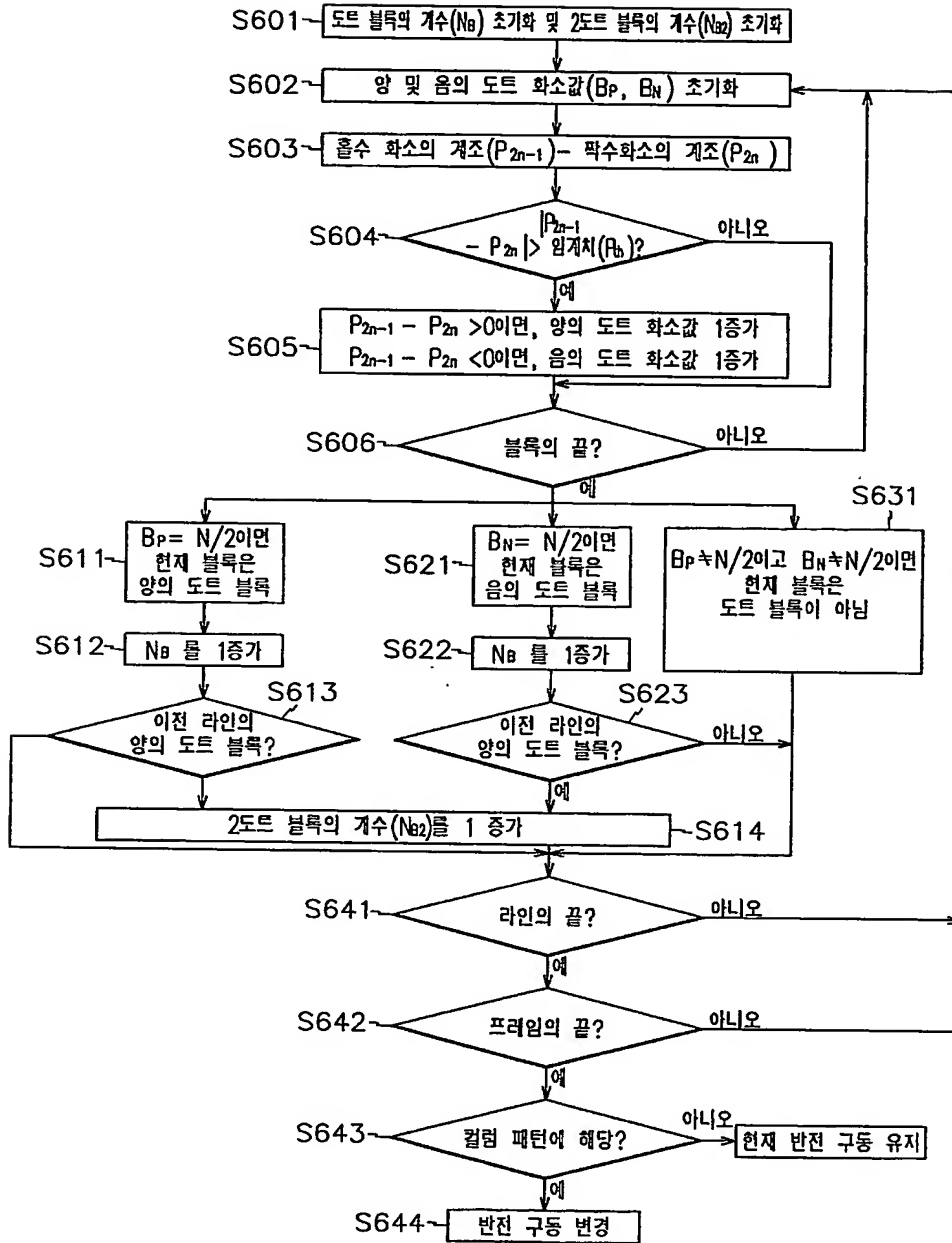 S601
도트 블록의 개수(NB) 초기화 및 2도트 블록의 개수(NB2) 초기화
S602
양 및 음의 도트 화소값(BP, BN) 초기화
S603
홀수 화소의 계조(P2n-1)- 짝수화소의 계조(P2n )
S604
|P2n-1
- P2n|> 임계치(Pth)?
아니오
예
S605
P2n-1 - P2n >0이면, 양의 도트 화소값 1증가
P2n-1 - P2n <0이면, 음의 도트 화소값 1증가
S606
블록의 끝?
아니오
예
S611
BP= N/2이면
현재 블록은
양의 도트 블록
S621
BN= N/2이면
현재 블록은
음의 도트 블록
S631
BP≠N/2이고 BN≠N/2이면
현재 블록은
도트 블록이 아님
S612
NB 를 1증가
S622
NB 를 1증가
S613
이전 라인의
양의 도트 블록?
S623
이전 라인의
양의 도트 블록?
아니오
예
2도트 블록의 개수(NB2)를 1 증가
S614
S641
라인의 끝?
아니오
예
S642
프레임의 끝?
아니오
예
S643
컬럼 패턴에 해당?
아니오
현재 반전 구동 유지
예
S644
반전 구동 변경